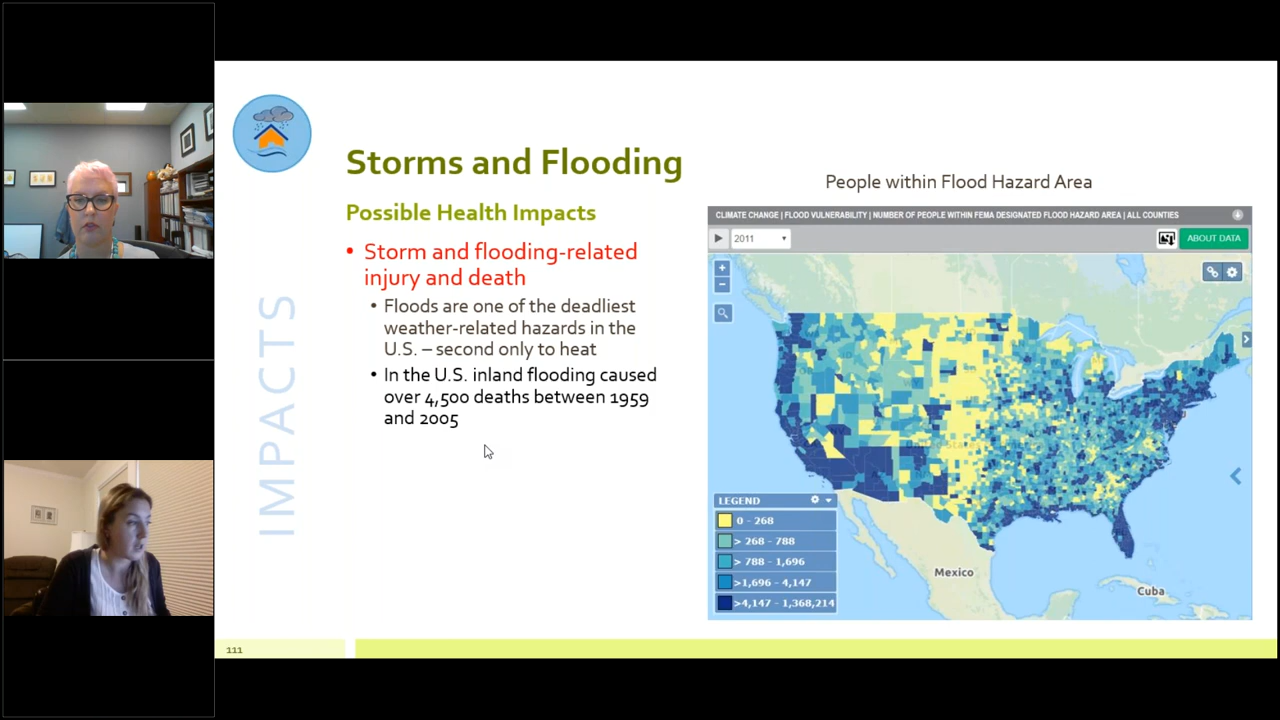 Storms and Flooding
Possible Health Impacts
• Storm and flooding-related
injury and death
• Floods are one of the deadliest
weather-related hazards in the
U.S. – second only to heat
• In the U.S. inland flooding caused
over 4,500 deaths between 1959
and 2005
IMPACTS
People within Flood Hazard Area
CLIMATE CHANGE | FLOOD VULNERABILITY | NUMBER OF PEOPLE WITHIN FEMA DESIGNATED FLOOD HAZARD AREA | ALL COUNTIES
2011
ABOUT DATA
LEGEND
0 - 268
> 268 - 788
> 788 - 1,696
>1,696 - 4,147
>4,147 - 1,368,214
Mexico
Cuba
111